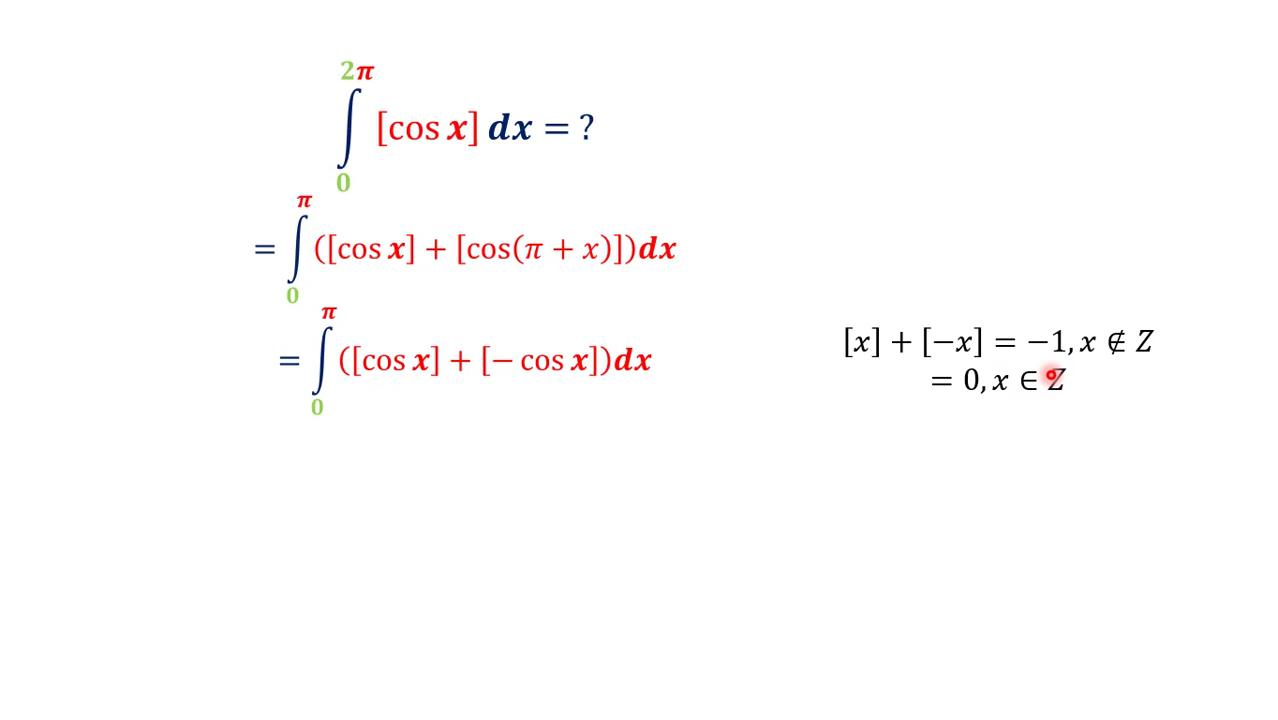 ∫₀^{2π} [cos x] dx = ?
= ∫₀^{π} ([cos x] + [cos(π + x)])dx
= ∫₀^{π} ([cos x] + [− cos x])dx
[x] + [−x] = −1, x ∉ Z
= 0, x ∈ Z